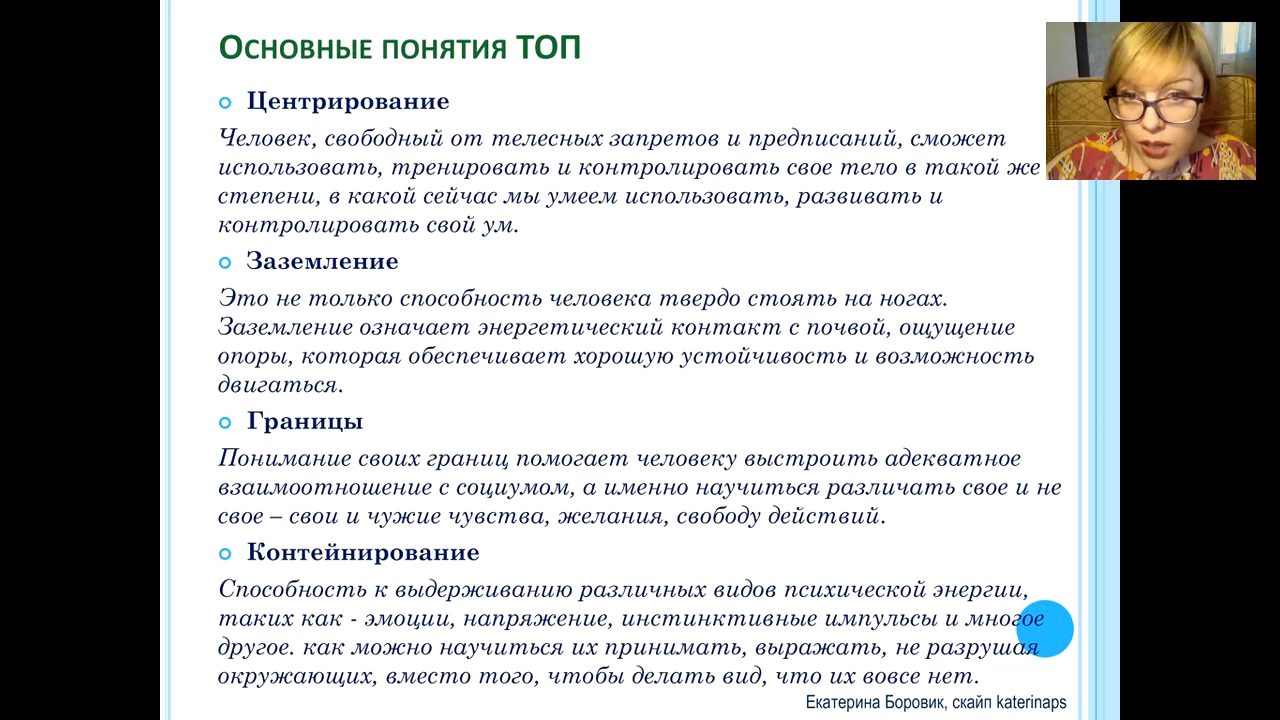 Основные понятия ТОП
Центрирование
Человек, свободный от телесных запретов и предписаний, сможет
использовать, тренировать и контролировать свое тело в такой же
степени, в какой сейчас мы умеем использовать, развивать и
контролировать свой ум.
Заземление
Это не только способность человека твердо стоять на ногах.
Заземление означает энергетический контакт с почвой, ощущение
опоры, которая обеспечивает хорошую устойчивость и возможность
двигаться.
Границы
Понимание своих границ помогает человеку выстроить адекватное
взаимоотношение с социумом, а именно научиться различать свое и не
свое – свои и чужие чувства, желания, свободу действий.
Контейнирование
Способность к выдерживанию различных видов психической энергии,
таких как - эмоции, напряжение, инстинктивные импульсы и многое
другое. как можно научиться их принимать, выражать, не разрушая
окружающих, вместо того, чтобы делать вид, что их вовсе нет.
Екатерина Боровик, скайп katerinaps